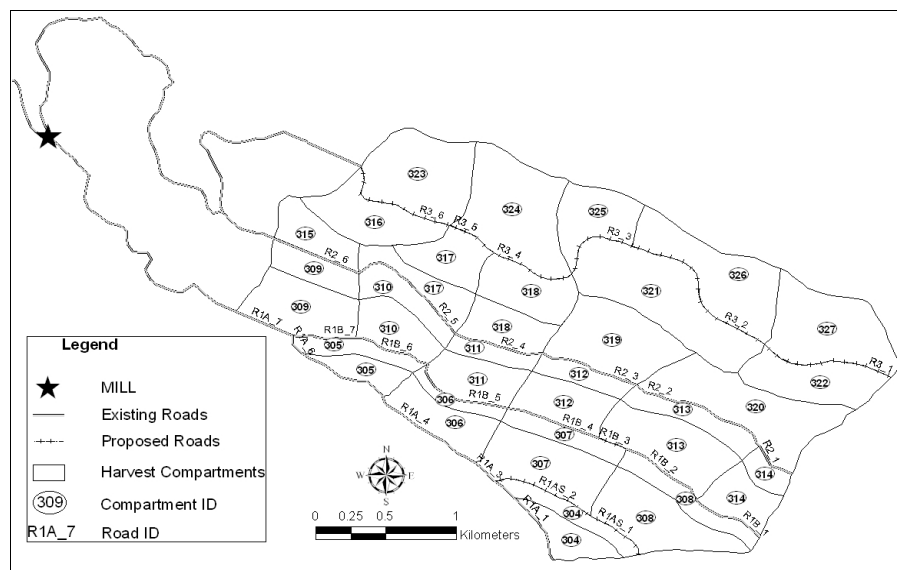 323
324
325
R3_6
R3_5
316
R3_3
315
R3_4
R2_6
317
326
309
310
317
318
321
309
R2_5
318
R3_2
327
R1A_7
R1B_7
310
319
R1A_6
305
R1B_6
R2_4
311
305
311
312
R2_3
R3_1
R2_2
322
306
R1B_5
312
313
320
R1A_4
306
R1B_4
307
R1B_3
313
R2_1
R1A_3
307
R1B_2
314
R1AS_2
308
314
R1A_1
304
R1AS_1
308
R1B_1
304
Legend
MILL
Existing Roads
Proposed Roads
Harvest Compartments
309 Compartment ID
R1A_7 Road ID
N
W E
S
0 0.25 0.5 1
Kilometers